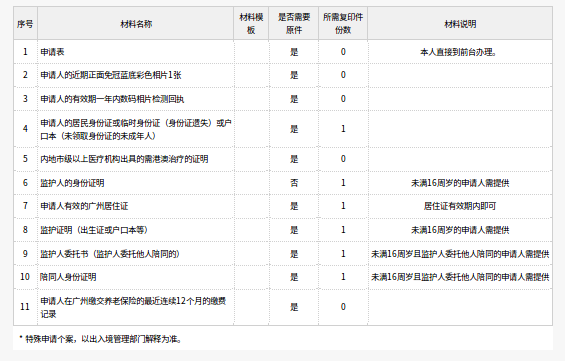 序号 材料名称 材料模板 是否需要原件 所需复印件份数 材料说明
1 申请表 是 0 本人直接到前台办理。
2 申请人的近期正面免冠蓝底彩色相片1张 是 0
3 申请人的有效期一年内数码相片检测回执 是 0
4 申请人的居民身份证或临时身份证（身份证遗失）或户
口本（未领取身份证的未成年人） 是 1
5 内地市级以上医疗机构出具的需港澳治疗的证明 是 0
6 监护人的身份证明 否 1 未满16周岁的申请人需提供
7 申请人有效的广州居住证 是 1 居住证有效期内即可
8 监护证明（出生证或户口本等） 是 1 未满16周岁的申请人需提供
9 监护人委托书（监护人委托他人陪同的） 是 1 未满16周岁且监护人委托他人陪同的申请人需提供
10 陪同人身份证明 是 1 未满16周岁且监护人委托他人陪同的申请人需提供
11 申请人在广州缴交养老保险的最近连续12个月的缴费
记录 是 0
* 特殊申请个案，以出入境管理部门解释为准。